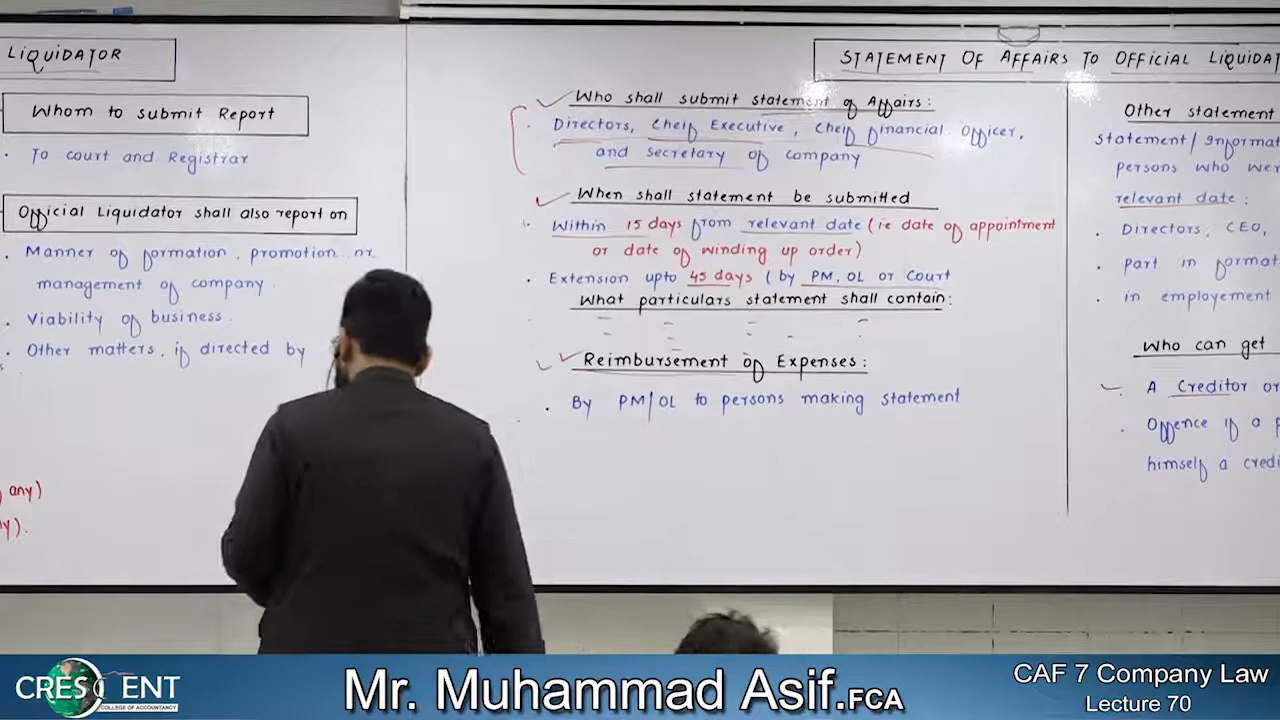 LIQUIDATOR
Whom to submit Report
· To court and Registrar
Official Liquidator shall also report on
· Manner of formation, promotion or
management of company
· Viability of business.
· Other matters, if directed by
any)
STATEMENT OF AFFAIRS TO OFFICIAL LIQUIDAT
Who shall submit statement of Affairs:
· Directors, Cheif Executive, Cheif financial officer,
and secretary of company
When shall statement be submitted
· Within 15 days from relevant date (ie date of appointment
or date of winding up order)
· Extension upto 45 days (by PM, OL or Court
What particulars statement shall contain:
Reimbursement of Expenses:
· By PM/OL to persons making statement
Other statement
statement/Informat
persons who wer
relevant date:
· Directors, CEO,
· part in format
· in employement
Who can get
A Creditor or
· Offence if a p
himself a credi
CRESCENT
COLLEGE OF ACCOUNTANCY
Mr. Muhammad Asif.FCA
CAF 7 Company Law
Lecture 70